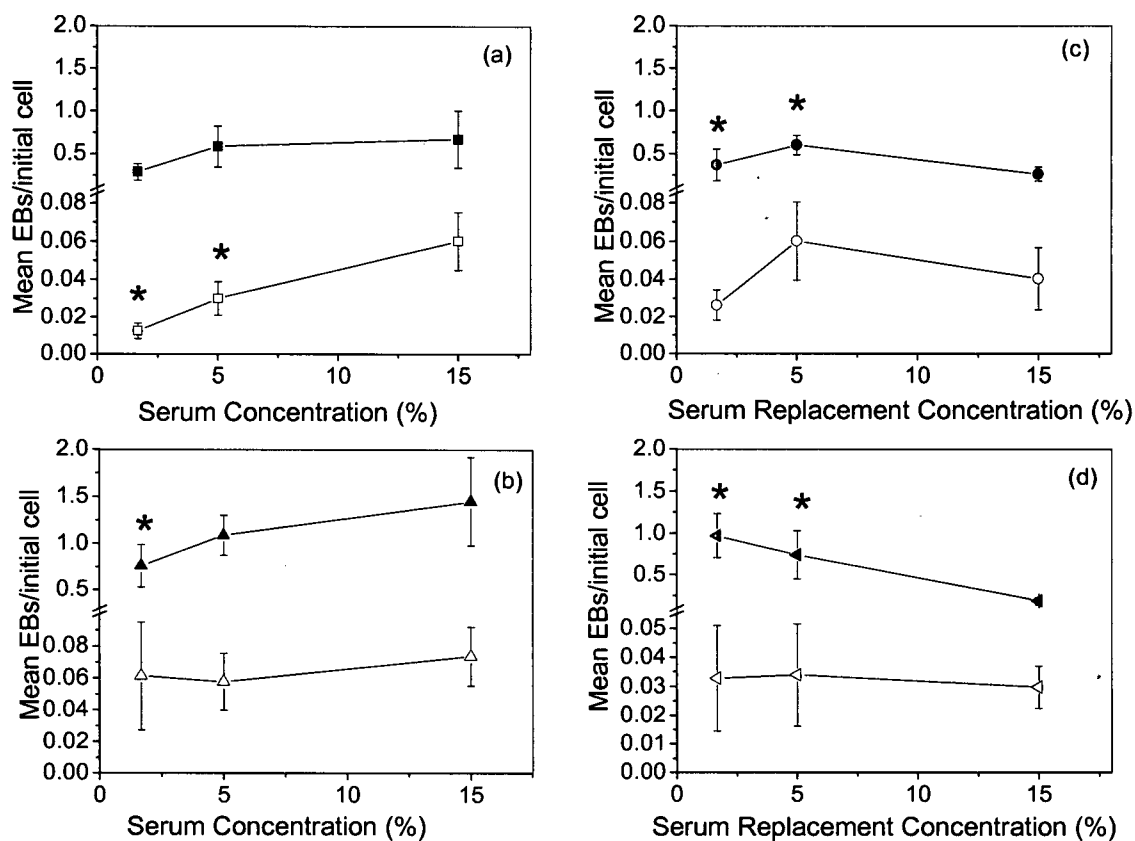 2.0
1.5
1.0
0.5
0.08
0.06
0.04
0.02
0.00
Mean EBs/initial cell
(a)
*
*
0 5 10 15
Serum Concentration (%)
2.0
1.5
1.0
0.5
0.08
0.06
0.04
0.02
0.00
Mean EBs/initial cell
(c)
*
*
0 5 10 15
Serum Replacement Concentration (%)
2.0
1.5
1.0
0.5
0.08
0.06
0.04
0.02
0.00
Mean EBs/initial cell
(b)
*
0 5 10 15
Serum Concentration (%)
2.0
1.5
1.0
0.5
0.05
0.04
0.03
0.02
0.01
0.00
Mean EBs/initial cell
(d)
*
*
0 5 10 15
Serum Replacement Concentration (%)